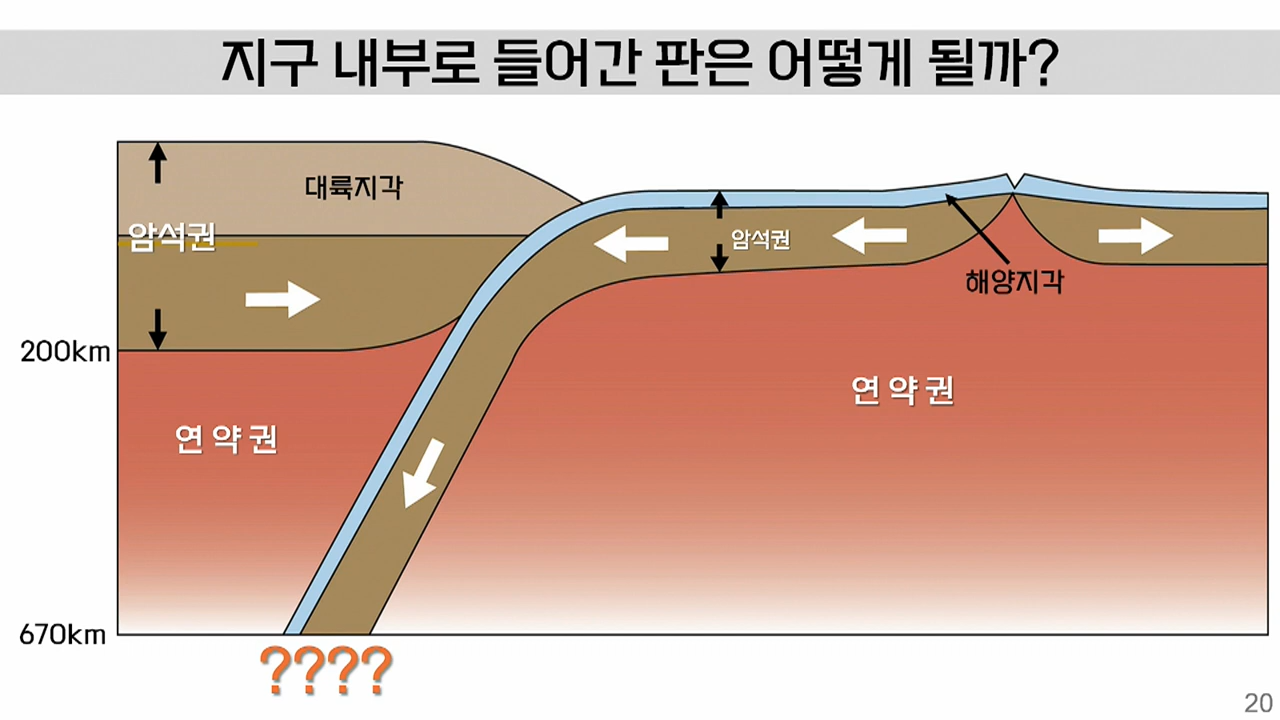 지구 내부로 들어간 판은 어떻게 될까?
대륙지각
암석권
암석권
해양지각
200km
연약권
연약권
670km
????
20